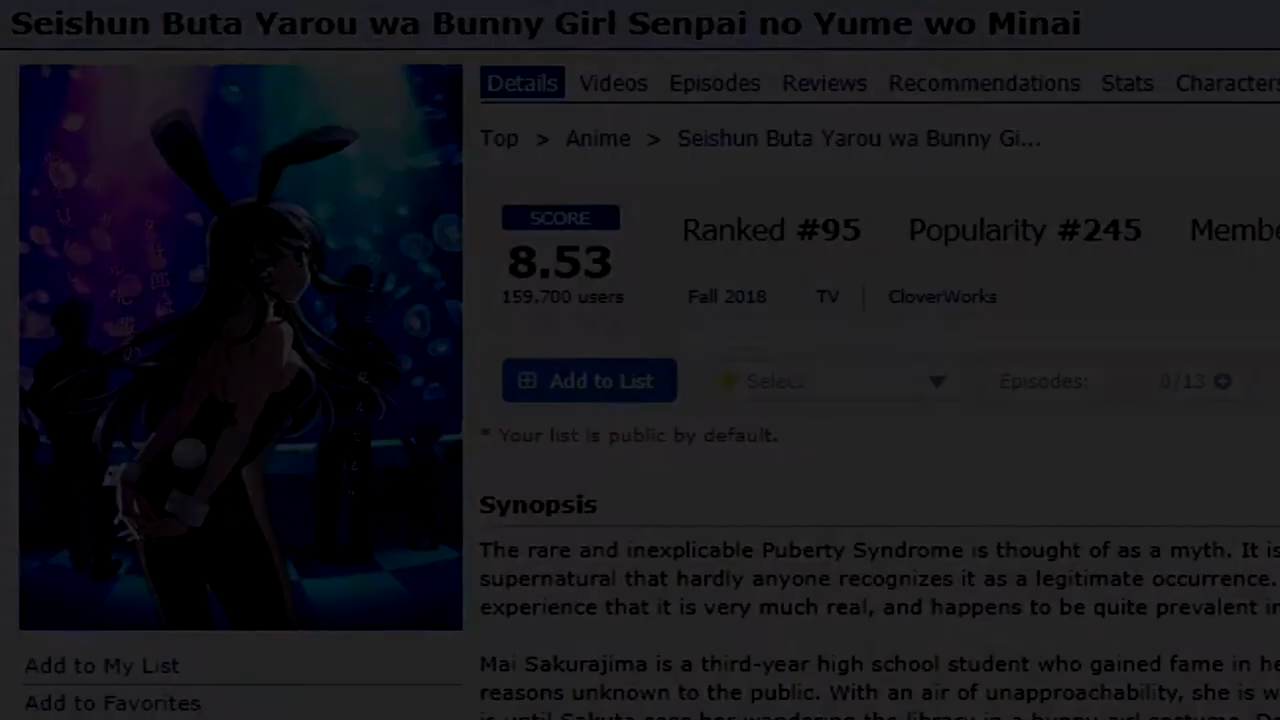 Seishun Buta Yarou wa Bunny Girl Senpai no Yume wo Minai
Details Videos Episodes Reviews Recommendations Stats Characters
Top > Anime > Seishun Buta Yarou wa Bunny Gi...
SCORE
8.53
159,700 users
Ranked #95 Popularity #245
Fall 2018 TV CloverWorks
Add to List Select Episodes: 0/13
* Your list is public by default.
Synopsis
The rare and inexplicable Puberty Syndrome is thought of as a myth. It is
supernatural that hardly anyone recognizes it as a legitimate occurrence.
experience that it is very much real, and happens to be quite prevalent in
Mai Sakurajima is a third-year high school student who gained fame in he
reasons unknown to the public. With an air of unapproachability, she is w
Add to My List
Add to Favorites